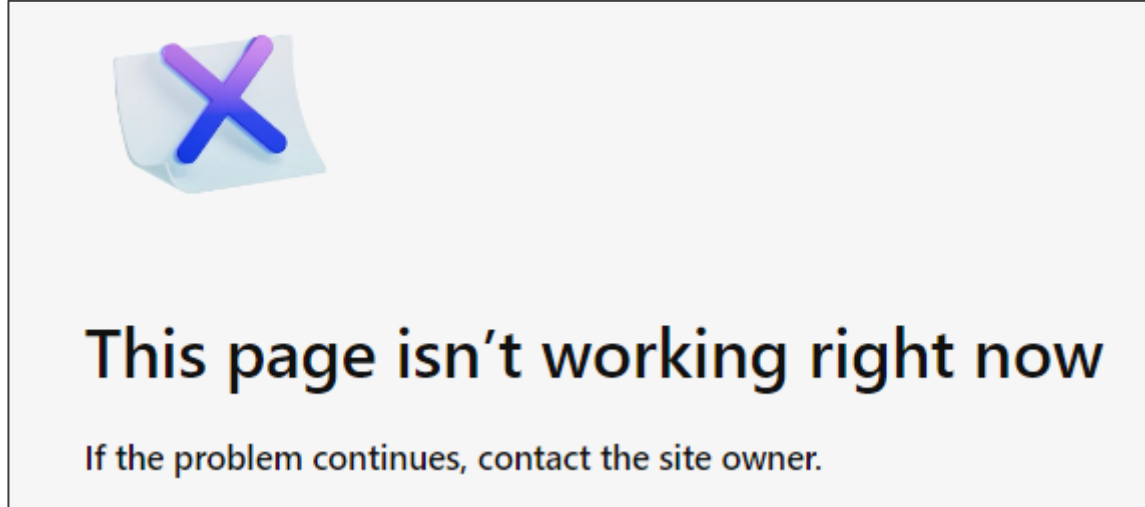 This page isn’t working right now
If the problem continues, contact the site owner.